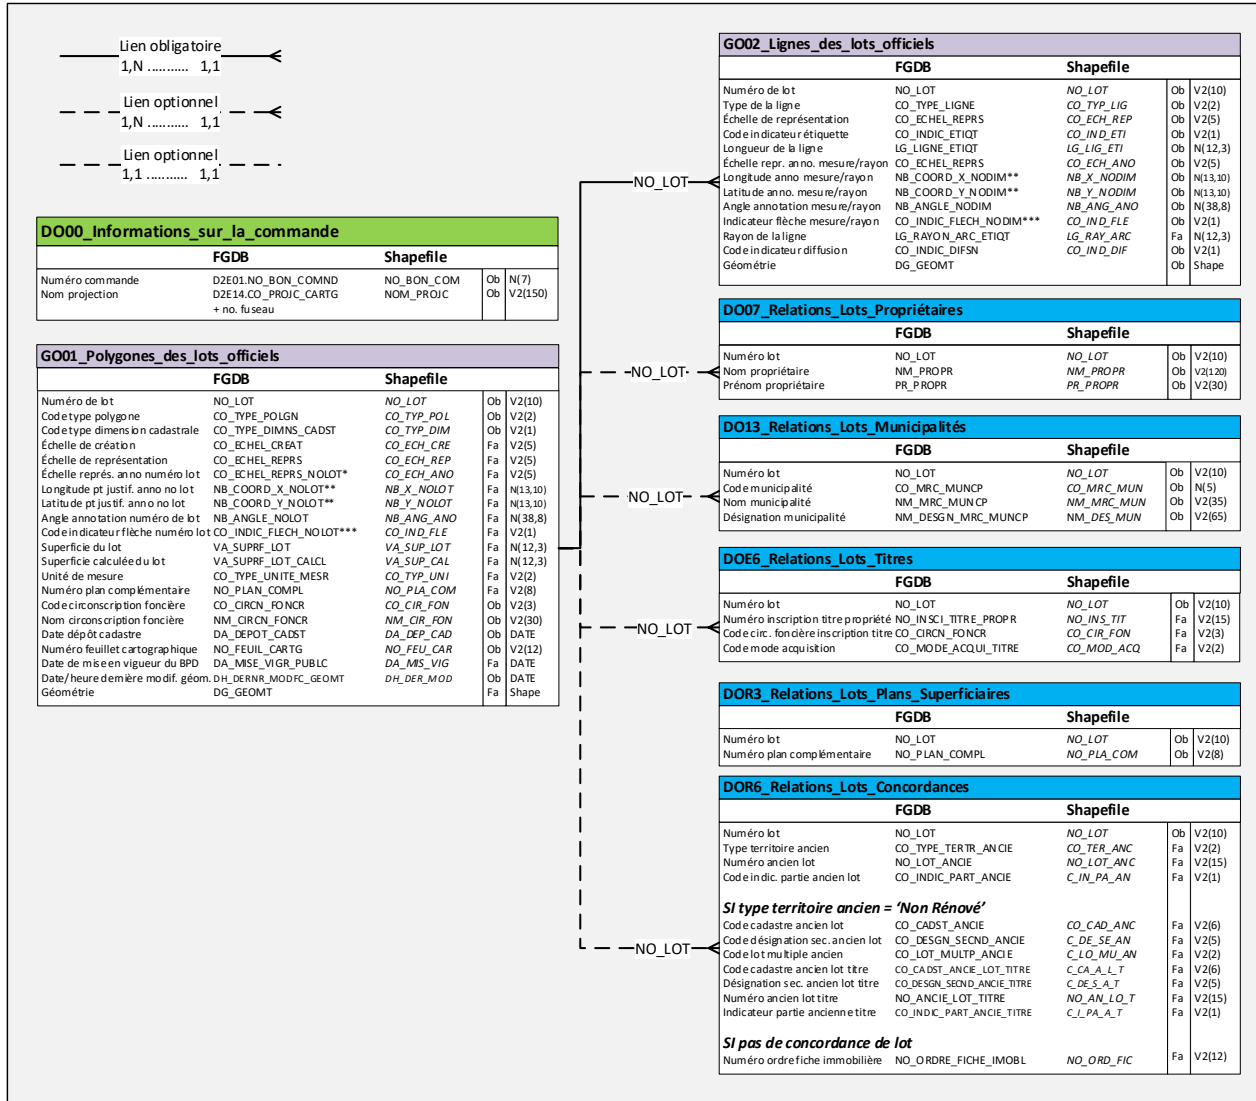 Lien obligatoire
1,N ........... 1,1
Lien optionnel
1,N ........... 1,1
Lien optionnel
1,1 ........... 1,1
DO00_Informations_sur_la_commande
FGDB Shapefile
Numéro commande D2E01.NO_BON_COMND NO_BON_COM Ob N(7)
Nom projection D2E14.CO_PROJC_CARTG NOM_PROJC Ob V2(150)
+ no. fuseau
GO01_Polygones_des_lots_officiels
FGDB Shapefile
Numéro de lot NO_LOT NO_LOT Ob V2(10)
Code type polygone CO_TYPE_POLGN CO_TYP_POL Ob V2(2)
Code type dimension cadastrale CO_TYPE_DIMNS_CADST CO_TYP_DIM Ob V2(1)
Échelle de création CO_ECHEL_CREAT CO_ECH_CRE Fa V2(5)
Échelle de représentation CO_ECHEL_REPRS CO_ECH_REP Fa V2(5)
Échelle représ. anno numéro lot CO_ECHEL_REPRS_NOLOT* CO_ECH_ANO Fa V2(5)
Longitude pt justif. anno no lot NB_COORD_X_NOLOT** NB_X_NOLOT Fa N(13,10)
Latitude pt justif. anno no lot NB_COORD_Y_NOLOT** NB_Y_NOLOT Fa N(13,10)
Angle annotation numéro de lot NB_ANGLE_NOLOT NB_ANG_ANO Fa N(38,8)
Code indicateur flèche numéro lot CO_INDIC_FLECH_NOLOT*** CO_IND_FLE Fa V2(1)
Superficie du lot VA_SUPRF_LOT VA_SUP_LOT Fa N(12,3)
Superficie calculée du lot VA_SUPRF_LOT_CALCL VA_SUP_CAL Fa N(12,3)
Unité de mesure CO_TYPE_UNITE_MESR CO_TYP_UNI Fa V2(2)
Numéro plan complémentaire NO_PLAN_COMPL NO_PLA_COM Fa V2(8)
Code circonscription foncière CO_CIRCN_FONCR CO_CIR_FON Ob V2(3)
Nom circonscription foncière NM_CIRCN_FONCR NM_CIR_FON Ob V2(30)
Date dépôt cadastre DA_DEPOT_CADST DA_DEP_CAD Ob DATE
Numéro feuillet cartographique NO_FEUIL_CARTG NO_FEU_CAR Ob V2(12)
Date de mise en vigueur du BPD DA_MISE_VIGR_PUBLC DA_MIS_VIG Fa DATE
Date/heure dernière modif. géom. DH_DERNR_MODFC_GEOMT DH_DER_MOD Ob DATE
Géométrie DG_GEOMT Fa Shape
NO_LOT
NO_LOT
NO_LOT
NO_LOT
NO_LOT
GO02_Lignes_des_lots_officiels
FGDB Shapefile
Numéro de lot NO_LOT NO_LOT Ob V2(10)
Type de la ligne CO_TYPE_LIGNE CO_TYP_LIG Ob V2(2)
Échelle de représentation CO_ECHEL_REPRS CO_ECH_REP Ob V2(5)
Code indicateur étiquette CO_INDIC_ETIQT CO_IND_ETI Ob V2(1)
Longueur de la ligne LG_LIGNE_ETIQT LG_LIG_ETI Ob N(12,3)
Échelle repr. anno. mesure/rayon CO_ECHEL_REPRS CO_ECH_ANO Ob V2(5)
Longitude anno mesure/rayon NB_COORD_X_NODIM** NB_X_NODIM Ob N(13,10)
Latitude anno. mesure/rayon NB_COORD_Y_NODIM** NB_Y_NODIM Ob N(13,10)
Angle annotation mesure/rayon NB_ANGLE_NODIM NB_ANG_ANO Ob N(38,8)
Indicateur flèche mesure/rayon CO_INDIC_FLECH_NODIM*** CO_IND_FLE Ob V2(1)
Rayon de la ligne LG_RAYON_ARC_ETIQT LG_RAY_ARC Fa N(12,3)
Code indicateur diffusion CO_INDIC_DIFSN CO_IND_DIF Ob V2(1)
Géométrie DG_GEOMT Ob Shape
DO07_Relations_Lots_Propriétaires
FGDB Shapefile
Numéro lot NO_LOT NO_LOT Ob V2(10)
Nom propriétaire NM_PROPR NM_PROPR Ob V2(120)
Prénom propriétaire PR_PROPR PR_PROPR Ob V2(30)
DO13_Relations_Lots_Municipalités
FGDB Shapefile
Numéro lot NO_LOT NO_LOT Ob V2(10)
Code municipalité CO_MRC_MUNCP CO_MRC_MUN Ob N(5)
Nom municipalité NM_MRC_MUNCP NM_MRC_MUN Ob V2(35)
Désignation municipalité NM_DESGN_MRC_MUNCP NM_DES_MUN Ob V2(65)
DOE6_Relations_Lots_Titres
FGDB Shapefile
Numéro lot NO_LOT NO_LOT Ob V2(10)
Numéro inscription titre propriété NO_INSCI_TITRE_PROPR NO_INS_TIT Fa V2(15)
Code circ. foncière inscription titre CO_CIRCN_FONCR CO_CIR_FON Fa V2(3)
Code mode acquisition CO_MODE_ACQUI_TITRE CO_MOD_ACQ Fa V2(2)
DOR3_Relations_Lots_Plans_Superficiaires
FGDB Shapefile
Numéro lot NO_LOT NO_LOT Ob V2(10)
Numéro plan complémentaire NO_PLAN_COMPL NO_PLA_COM Ob V2(8)
DOR6_Relations_Lots_Concordances
FGDB Shapefile
Numéro lot NO_LOT NO_LOT Ob V2(10)
Type territoire ancien CO_TYPE_TERTR_ANCIE CO_TER_ANC Fa V2(2)
Numéro ancien lot NO_LOT_ANCIE NO_LOT_ANC Fa V2(15)
Code indic. partie ancien lot CO_INDIC_PART_ANCIE C_IN_PA_AN Fa V2(1)
SI type territoire ancien = ‘Non Rénové’
Code cadastre ancien lot CO_CADST_ANCIE CO_CAD_ANC Fa V2(6)
Code désignation sec. ancien lot CO_DESGN_SECND_ANCIE C_DE_SE_AN Fa V2(5)
Code lot multiple ancien CO_LOT_MULTP_ANCIE C_LO_MU_AN Fa V2(2)
Code cadastre ancien lot titre CO_CADST_ANCIE_LOT_TITRE C_CA_A_L_T Fa V2(6)
Désignation sec. ancien lot titre CO_DESGN_SECND_ANCIE_TITRE C_DE_S_A_T Fa V2(5)
Numéro ancien lot titre NO_ANCIE_LOT_TITRE NO_AN_LO_T Fa V2(15)
Indicateur partie ancienne titre CO_INDIC_PART_ANCIE_TITRE C_I_PA_A_T Fa V2(1)
SI pas de concordance de lot
Numéro ordre fiche immobilière NO_ORDRE_FICHE_IMOBL NO_ORD_FIC Fa V2(12)